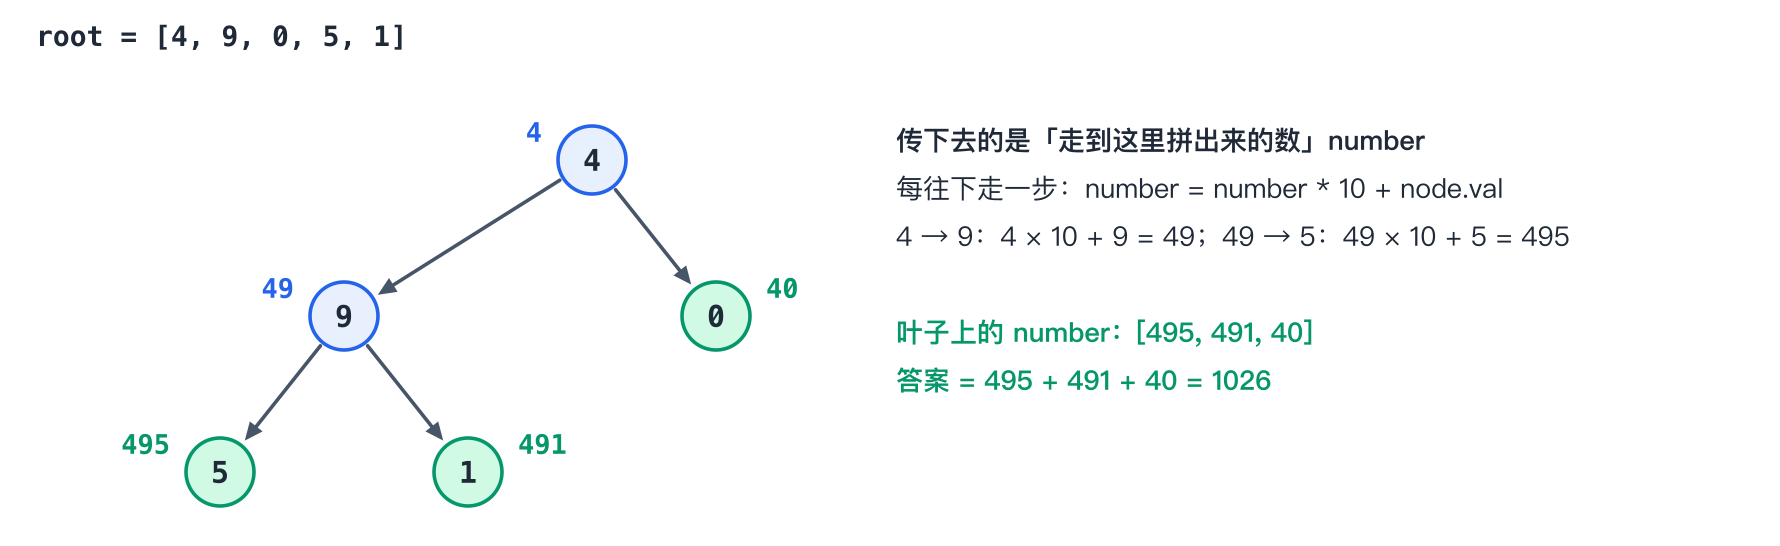 root = [4, 9, 0, 5, 1]
4
4
传下去的是「走到这里拼出来的数」number
每往下走一步：number = number * 10 + node.val
4 → 9：4 × 10 + 9 = 49；49 → 5：49 × 10 + 5 = 495
49
9
0
40
叶子上的 number：[495, 491, 40]
答案 = 495 + 491 + 40 = 1026
495
5
1
491